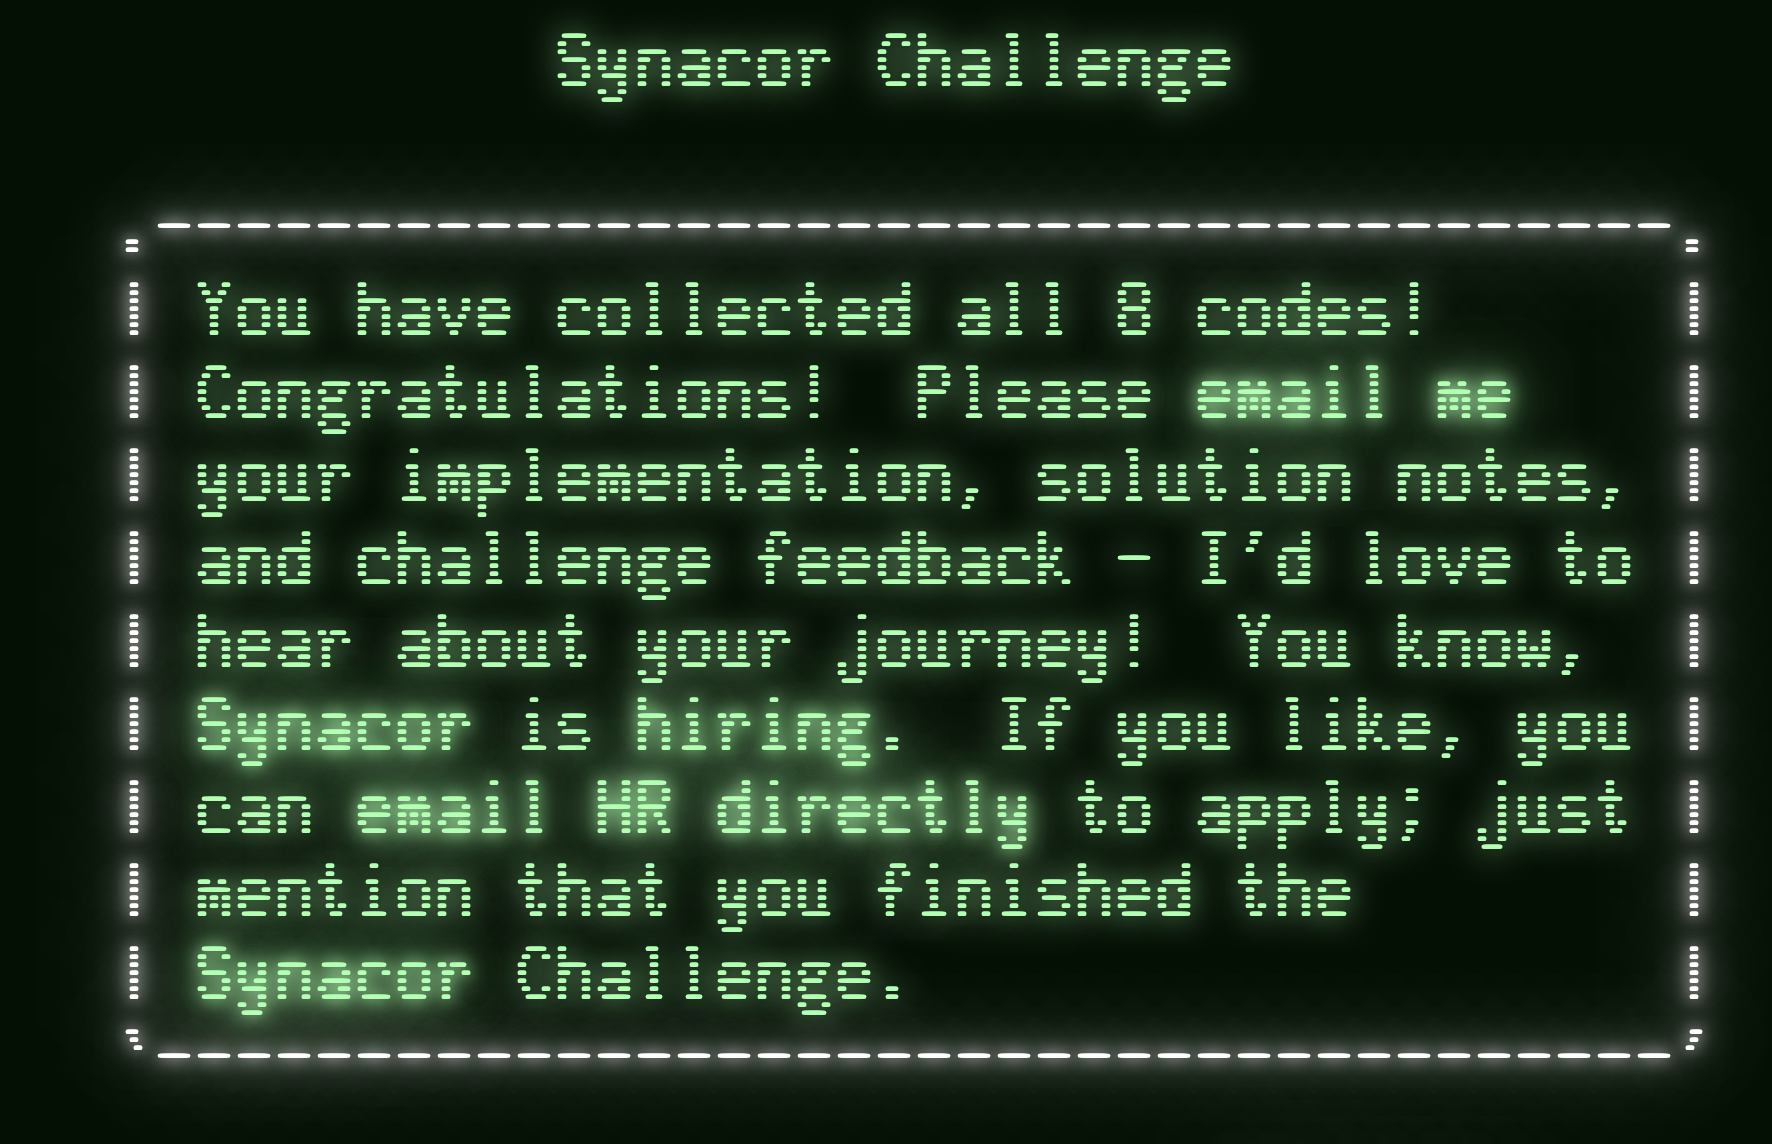 Synacor Challenge
You have collected all 8 codes!
Congratulations!  Please email me
your implementation, solution notes,
and challenge feedback - I'd love to
hear about your journey!  You know,
Synacor is hiring.  If you like, you
can email HR directly to apply; just
mention that you finished the
Synacor Challenge.